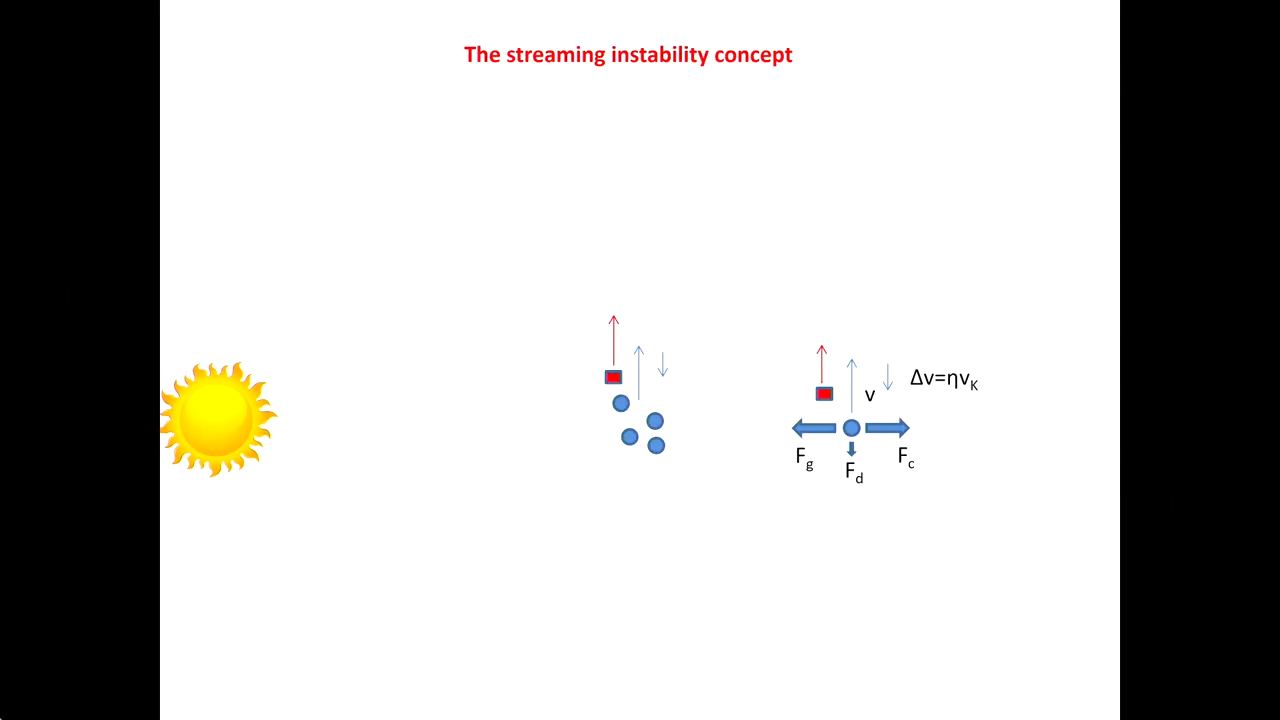 The streaming instability concept
Δv=ηvK
v
Fg
Fd
Fc